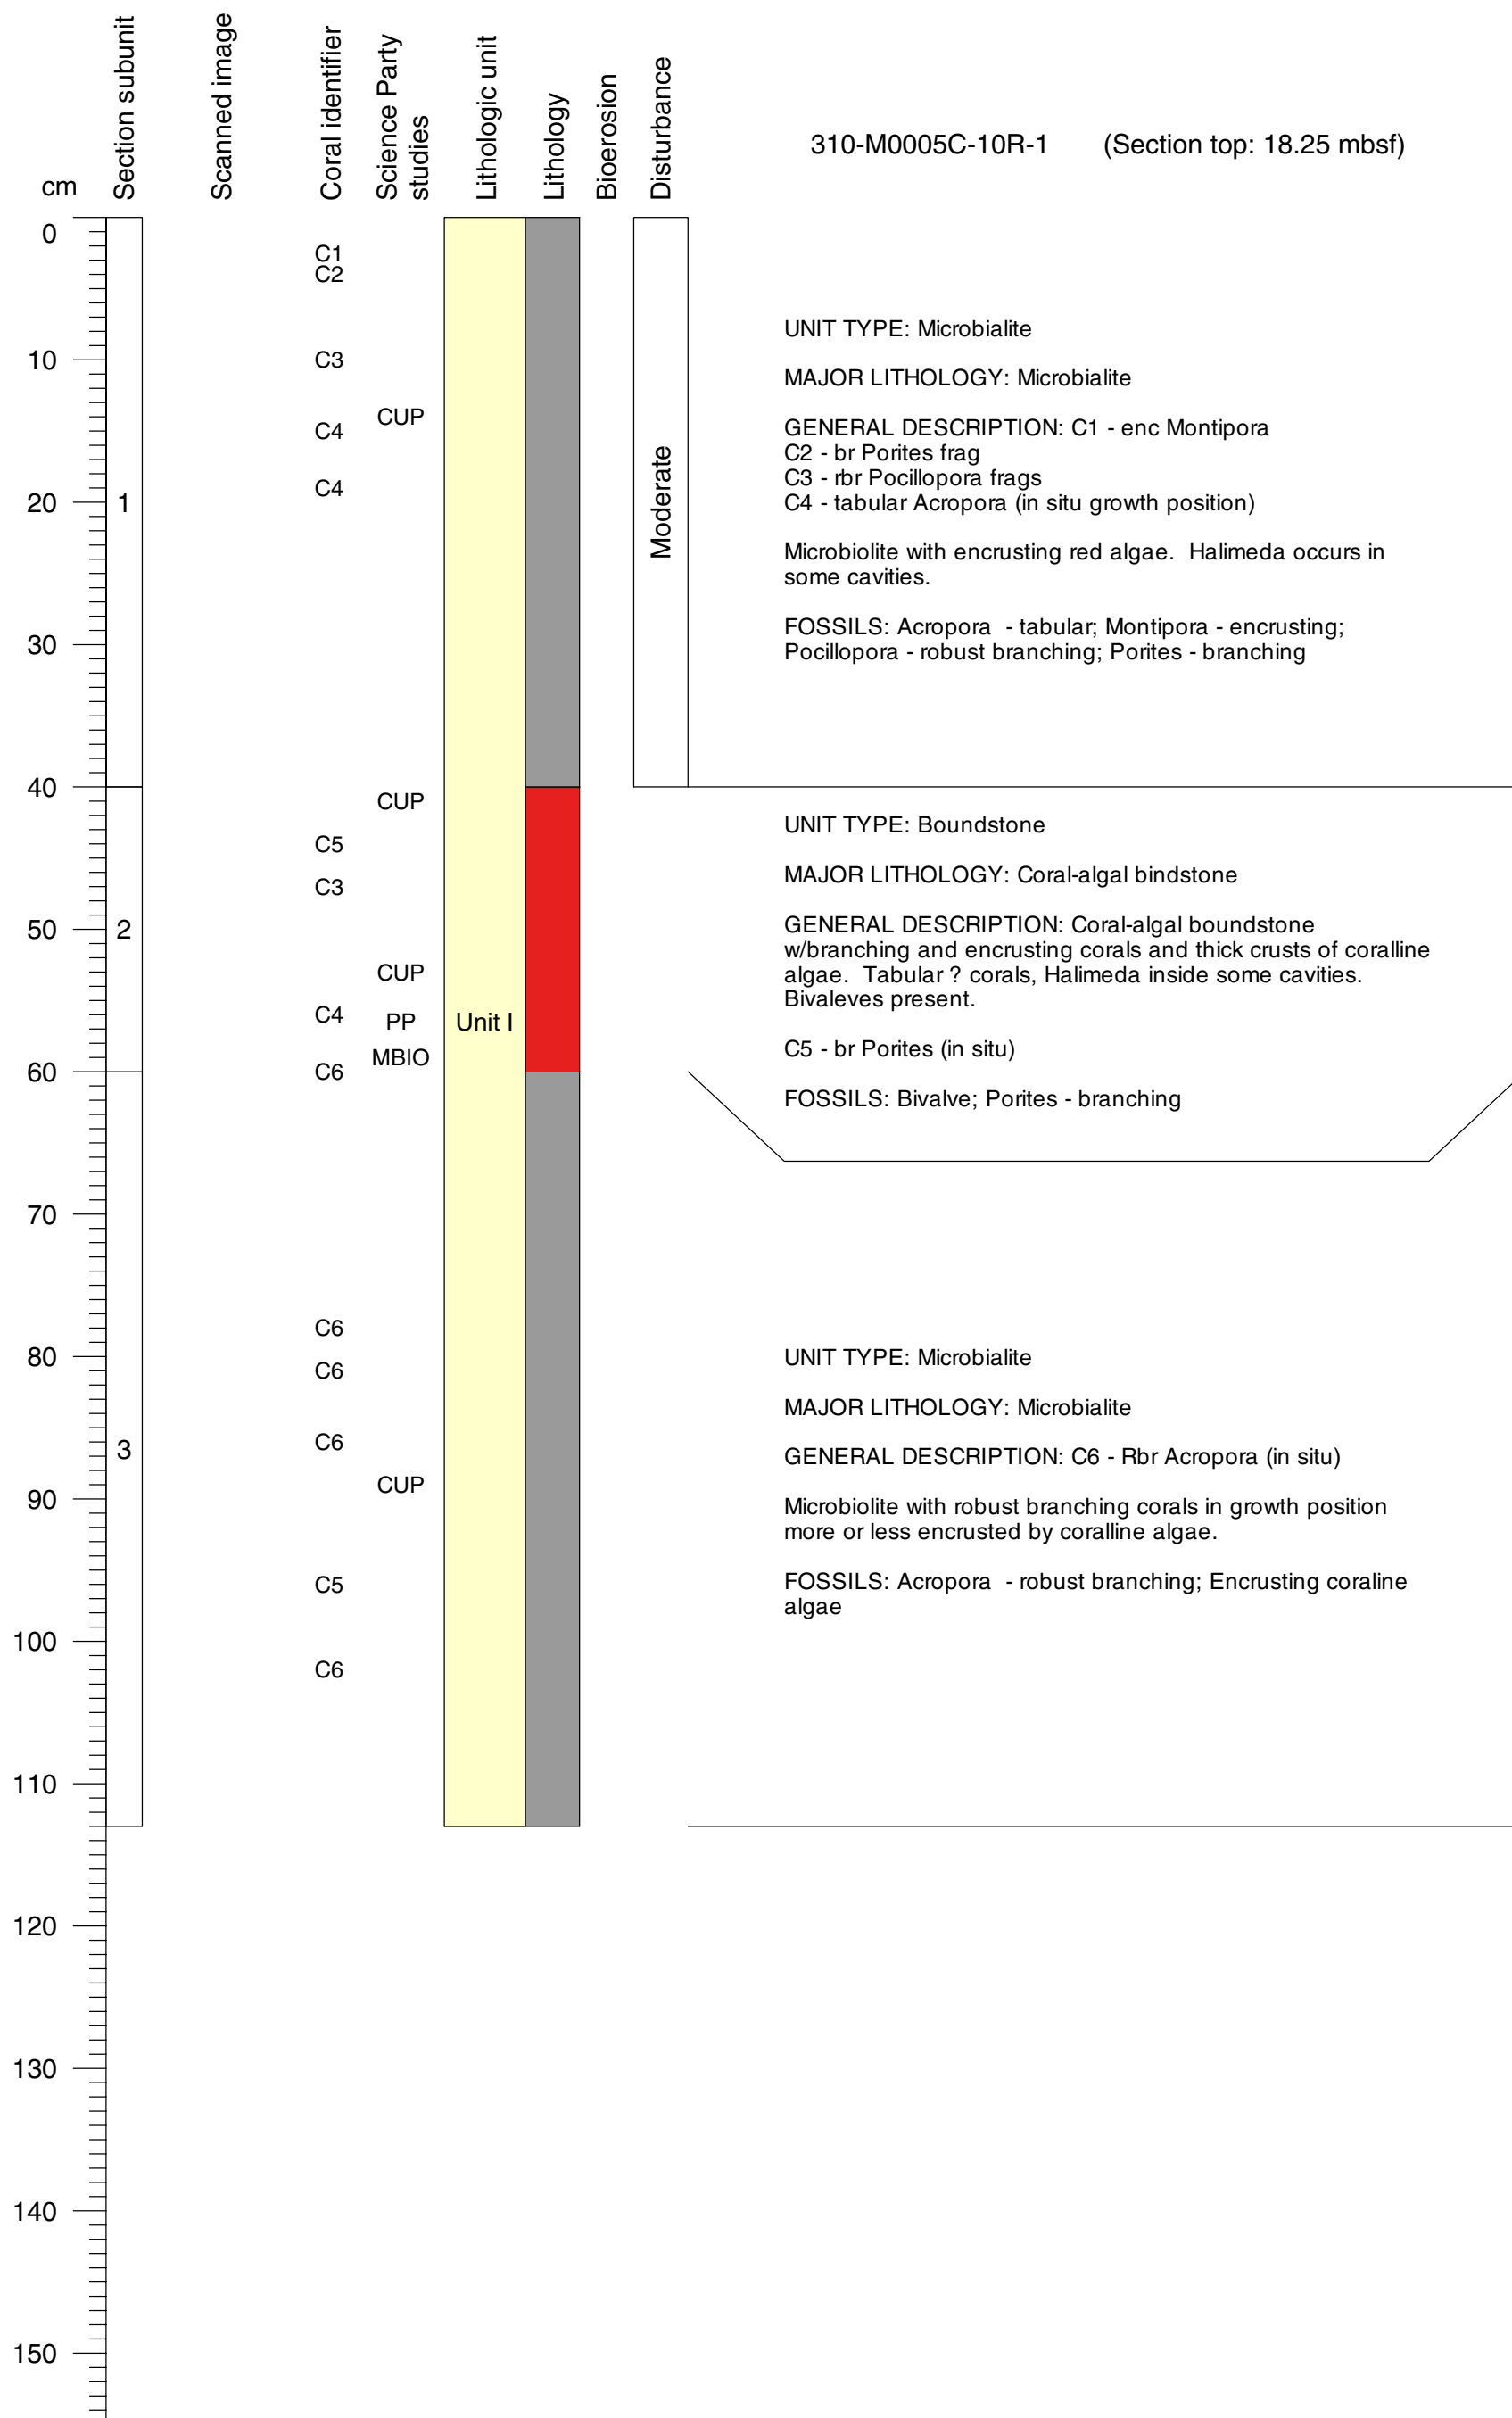 cm
Section subunit
Scanned image
Coral identifier
Science Party
studies
Lithologic unit
Lithology
Bioerosion
Disturbance
310-M0005C-10R-1 (Section top: 18.25 mbsf)
0
10
20
30
40
50
60
70
80
90
100
110
120
130
140
150
1
2
3
C1
C2
C3
C4
C4
C5
C3
C4
C6
C6
C6
C6
C5
C6
CUP
CUP
CUP
PP
MBIO
CUP
Unit I
Moderate
UNIT TYPE: Microbialite
MAJOR LITHOLOGY: Microbialite
GENERAL DESCRIPTION: C1 - enc Montipora
C2 - br Porites frag
C3 - rbr Pocillopora frags
C4 - tabular Acropora (in situ growth position)
Microbiolite with encrusting red algae.  Halimeda occurs in
some cavities.
FOSSILS: Acropora  - tabular; Montipora - encrusting;
Pocillopora - robust branching; Porites - branching
UNIT TYPE: Boundstone
MAJOR LITHOLOGY: Coral-algal bindstone
GENERAL DESCRIPTION: Coral-algal boundstone
w/branching and encrusting corals and thick crusts of coralline
algae.  Tabular ? corals, Halimeda inside some cavities.
Bivaleves present.
C5 - br Porites (in situ)
FOSSILS: Bivalve; Porites - branching
UNIT TYPE: Microbialite
MAJOR LITHOLOGY: Microbialite
GENERAL DESCRIPTION: C6 - Rbr Acropora (in situ)
Microbiolite with robust branching corals in growth position
more or less encrusted by coralline algae.
FOSSILS: Acropora  - robust branching; Encrusting coraline
algae